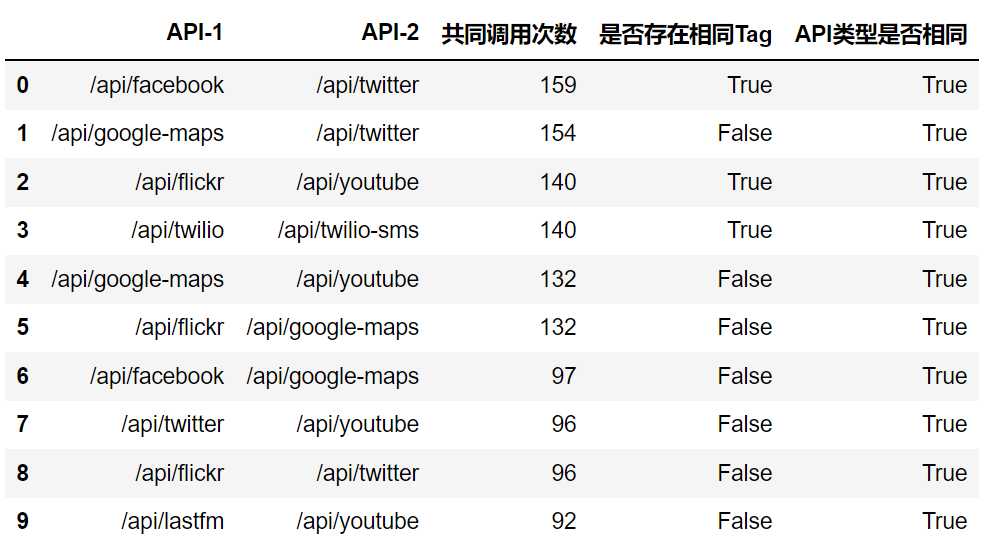 API-1 API-2 共同调用次数 是否存在相同Tag API类型是否相同
0 /api/facebook /api/twitter 159 True True
1 /api/google-maps /api/twitter 154 False True
2 /api/flickr /api/youtube 140 True True
3 /api/twilio /api/twilio-sms 140 True True
4 /api/google-maps /api/youtube 132 False True
5 /api/flickr /api/google-maps 132 False True
6 /api/facebook /api/google-maps 97 False True
7 /api/twitter /api/youtube 96 False True
8 /api/flickr /api/twitter 96 False True
9 /api/lastfm /api/youtube 92 False True